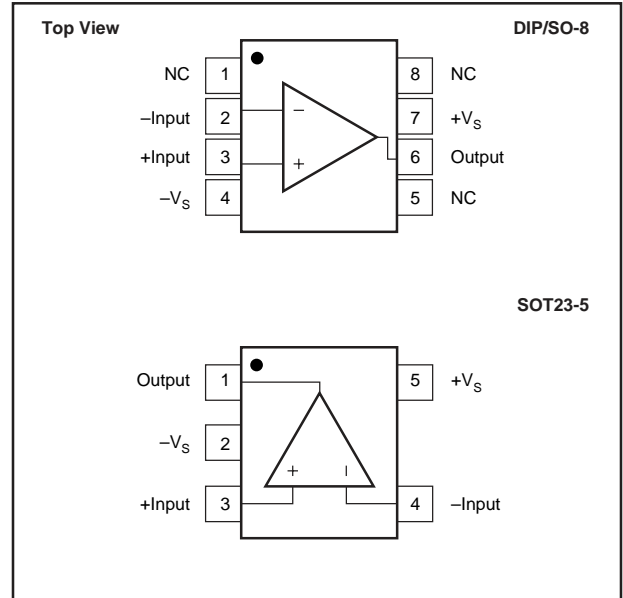 Top View DIP/SO-8
NC 1 8 NC
–Input 2 – 7 +VS
+Input 3 + 6 Output
–VS 4 5 NC
SOT23-5
Output 1 5 +VS
–VS 2
+ –
+Input 3 4 –Input